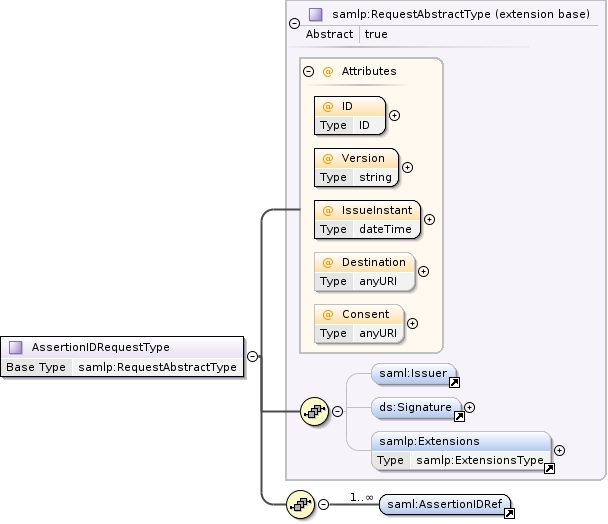 samlp:RequestAbstractType (extension base)
Abstract true
@ Attributes
@ ID
Type ID
@ Version
Type string
@ IssueInstant
Type dateTime
@ Destination
Type anyURI
@ Consent
Type anyURI
AssertionIDRequestType
Base Type samlp:RequestAbstractType
saml:Issuer
ds:Signature
samlp:Extensions
Type samlp:ExtensionsType
1..∞
saml:AssertionIDRef